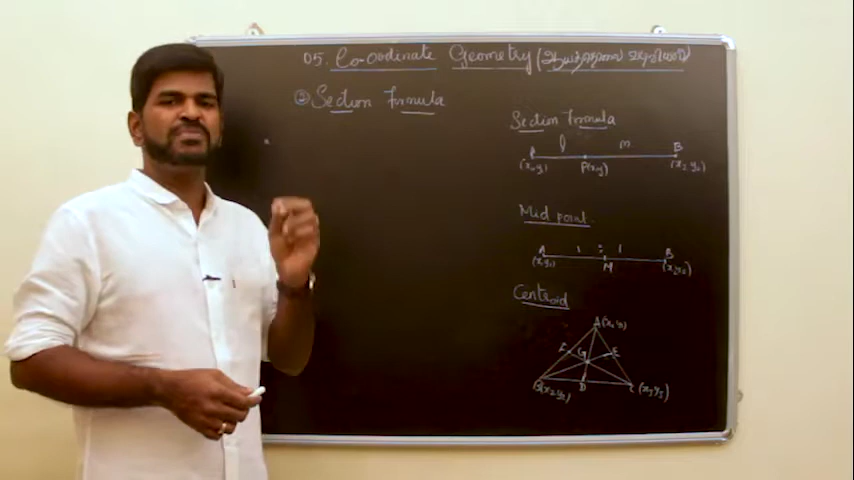 05. Co-ordinate Geometry
② Section Formula
Section Formula
l m
A P(x,y) B
(x₁,y₁) (x₂,y₂)
Mid point
1 : 1
A M B
(x₁,y₁) (x₂,y₂)
Centroid
A(x₁,y₁)
F G E
B(x₂,y₂) D C (x₃,y₃)